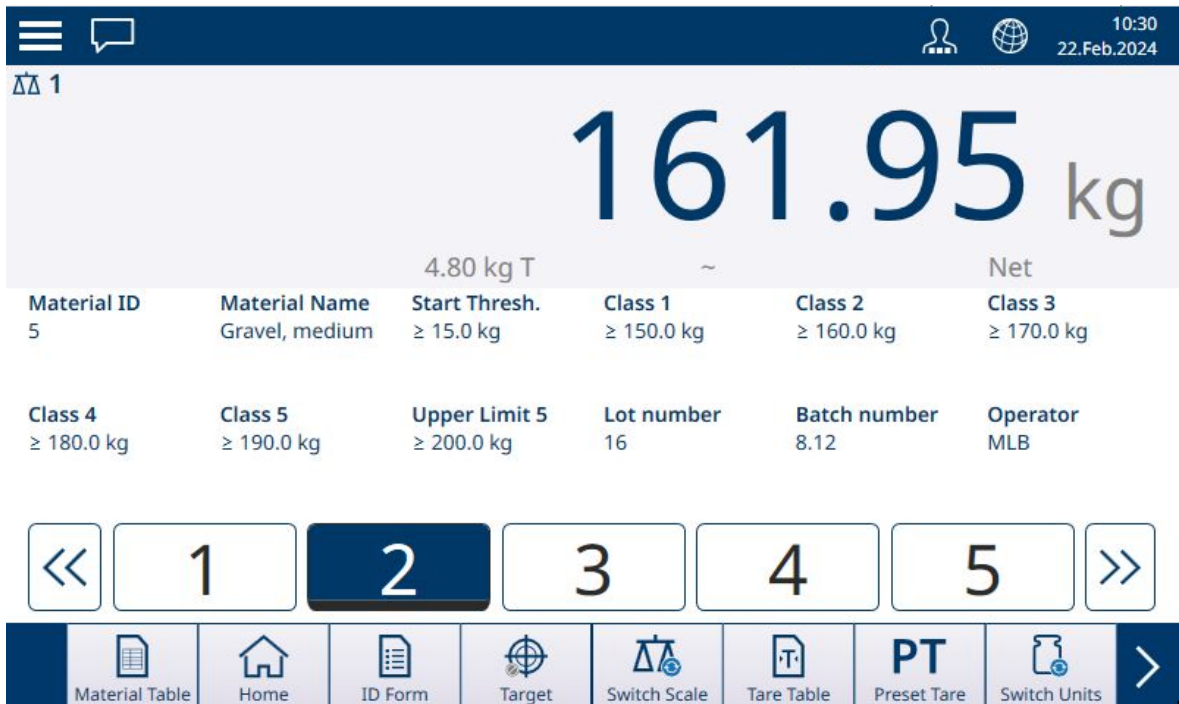 10:30
22.Feb.2024
1
161.95 kg
4.80 kg T ~ Net
Material ID Material Name Start Thresh. Class 1 Class 2 Class 3
5 Gravel, medium ≥ 15.0 kg ≥ 150.0 kg ≥ 160.0 kg ≥ 170.0 kg
Class 4 Class 5 Upper Limit 5 Lot number Batch number Operator
≥ 180.0 kg ≥ 190.0 kg ≥ 200.0 kg 16 8.12 MLB
<< 1 2 3 4 5 >>
T PT
Material Table Home ID Form Target Switch Scale Tare Table Preset Tare Switch Units